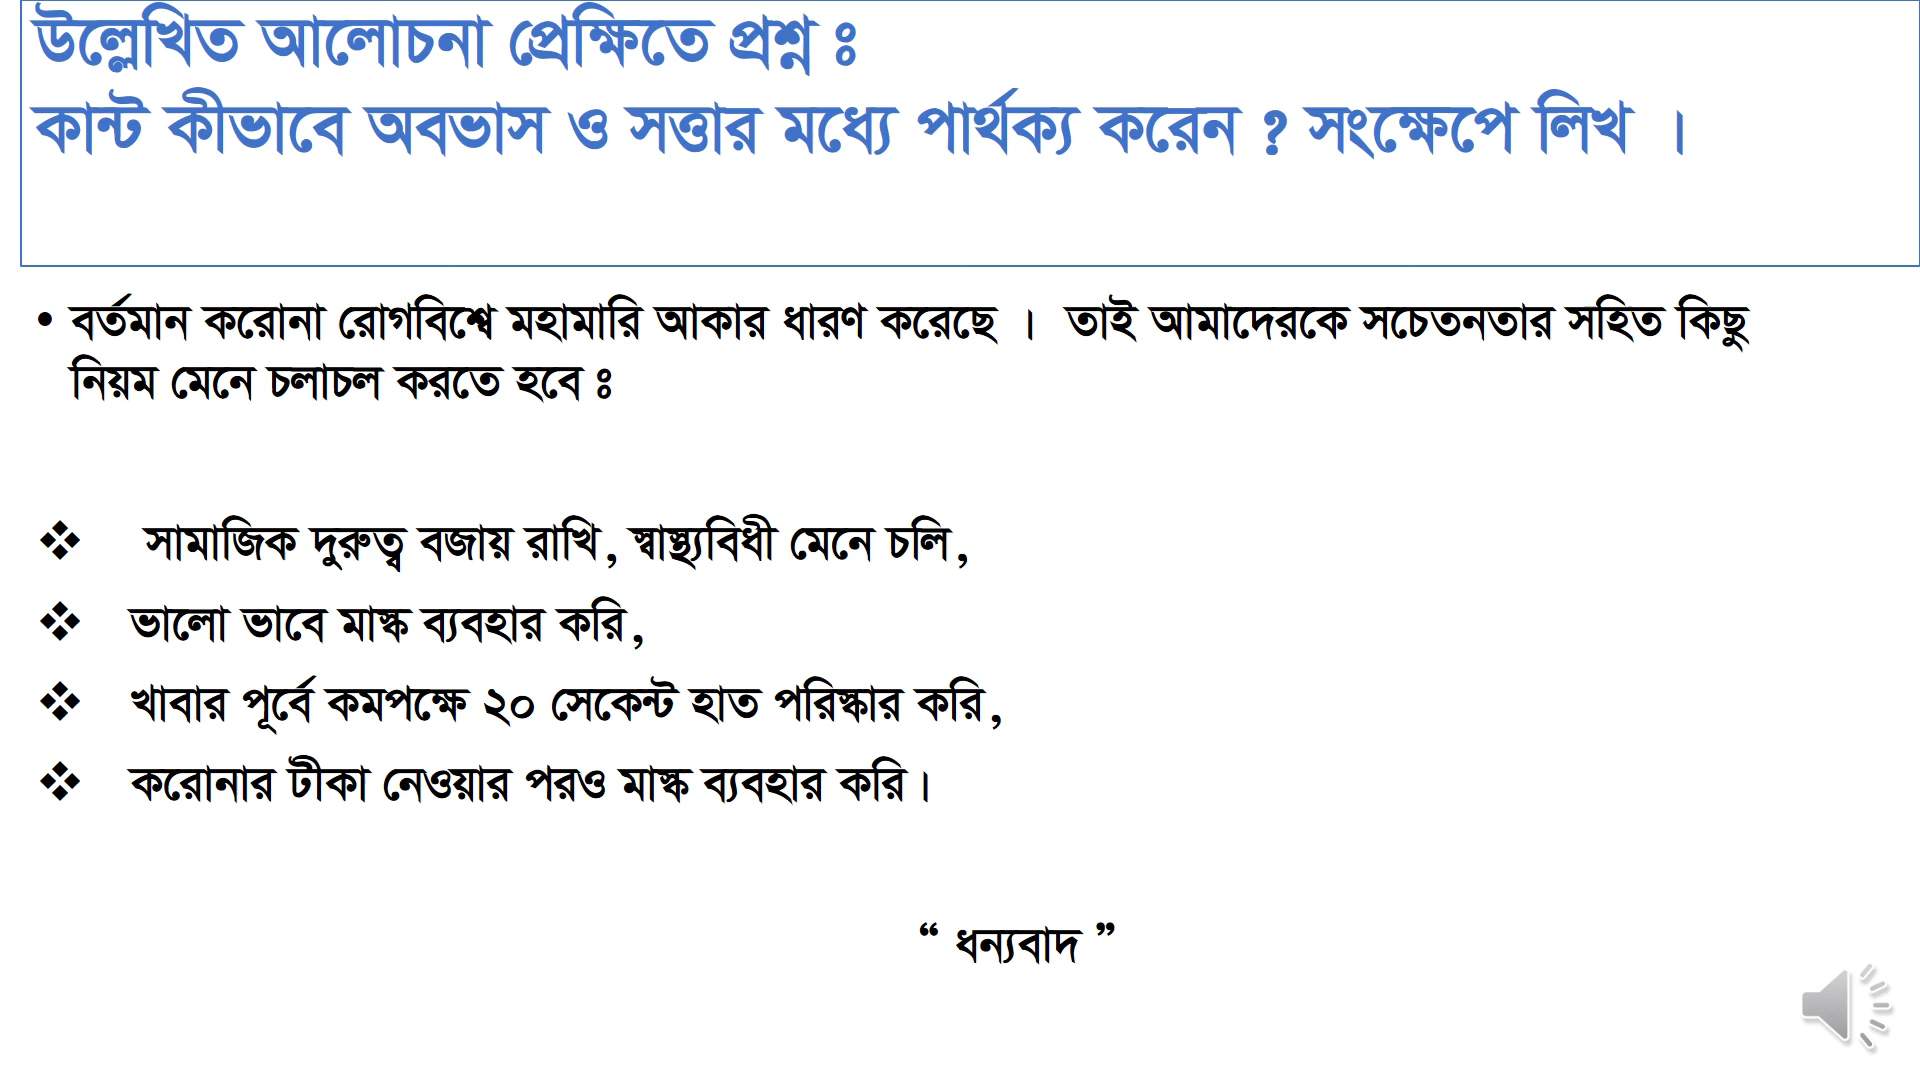 উল্লেখিত আলোচনা প্রেক্ষিতে প্রশ্ন ঃ
কান্ট কীভাবে অবভাস ও সত্তার মধ্যে পার্থক্য করেন ? সংক্ষেপে লিখ ।
• বর্তমান করোনা রোগবিশ্বে মহামারি আকার ধারণ করেছে । তাই আমাদেরকে সচেতনতার সহিত কিছু
নিয়ম মেনে চলাচল করতে হবে ঃ
❖ সামাজিক দুরুত্ব বজায় রাখি, স্বাস্থ্যবিধী মেনে চলি,
❖ ভালো ভাবে মাস্ক ব্যবহার করি,
❖ খাবার পূর্বে কমপক্ষে ২০ সেকেন্ট হাত পরিস্কার করি,
❖ করোনার টীকা নেওয়ার পরও মাস্ক ব্যবহার করি।
“ ধন্যবাদ ”